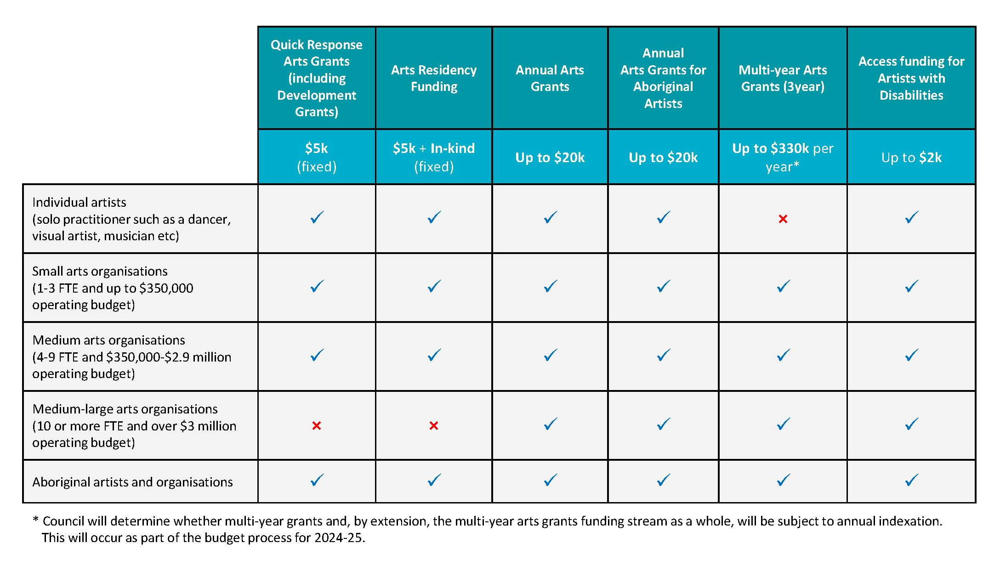 Quick Response
Arts Grants
(including
Development
Grants)
Arts Residency
Funding
Annual Arts
Grants
Annual
Arts Grants for
Aboriginal
Artists
Multi-year Arts
Grants (3year)
Access funding for
Artists with
Disabilities
$5k
(fixed)
$5k + In-kind
(fixed)
Up to $20k
Up to $20k
Up to $330k per
year*
Up to $2k
Individual artists
(solo practitioner such as a dancer,
visual artist, musician etc)
✓ ✓ ✓ ✓ × ✓
Small arts organisations
(1-3 FTE and up to $350,000
operating budget)
✓ ✓ ✓ ✓ ✓ ✓
Medium arts organisations
(4-9 FTE and $350,000-$2.9 million
operating budget)
✓ ✓ ✓ ✓ ✓ ✓
Medium-large arts organisations
(10 or more FTE and over $3 million
operating budget)
× × ✓ ✓ ✓ ✓
Aboriginal artists and organisations
✓ ✓ ✓ ✓ ✓ ✓
* Council will determine whether multi-year grants and, by extension, the multi-year arts grants funding stream as a whole, will be subject to annual indexation.
This will occur as part of the budget process for 2024-25.